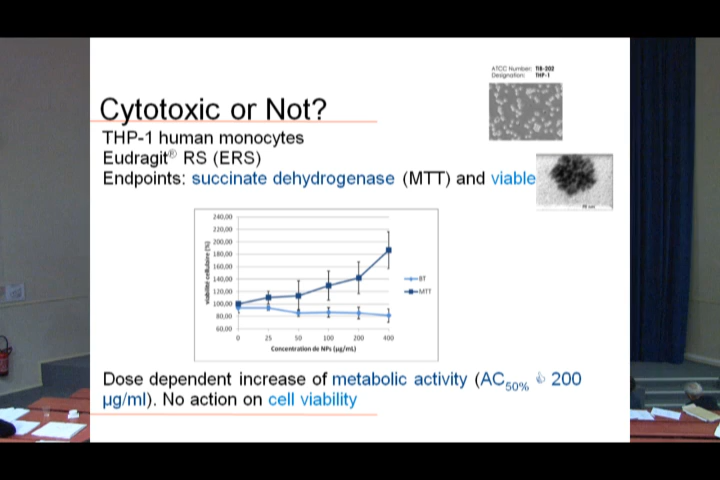 ATCC Number: TIB-202
Designation: THP-1
Cytotoxic or Not?
THP-1 human monocytes
Eudragit® RS (ERS)
Endpoints: succinate dehydrogenase (MTT) and viable
240,00
220,00
200,00
180,00
160,00
140,00
120,00
100,00
80,00
60,00
viabilité cellulaire (%)
0 25 50 100 200 400
Concentration de NPs (µg/mL)
BT
MTT
Dose dependent increase of metabolic activity (AC50% 200
µg/ml). No action on cell viability